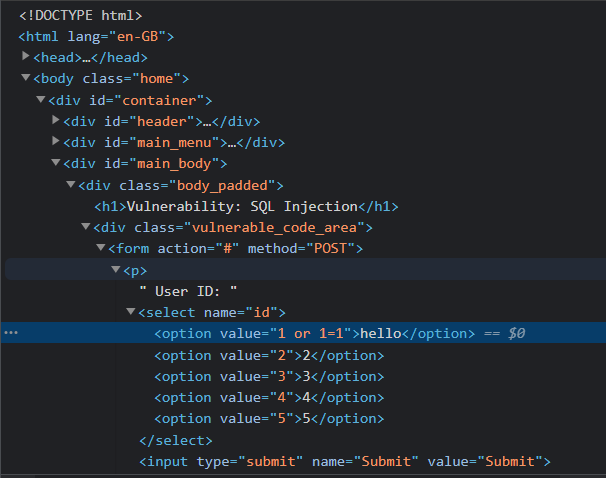 <!DOCTYPE html>
<html lang="en-GB">
<head>…</head>
<body class="home">
<div id="container">
<div id="header">…</div>
<div id="main_menu">…</div>
<div id="main_body">
<div class="body_padded">
<h1>Vulnerability: SQL Injection</h1>
<div class="vulnerable_code_area">
<form action="#" method="POST">
<p>
" User ID: "
<select name="id">
<option value="1 or 1=1">hello</option> == $0
<option value="2">2</option>
<option value="3">3</option>
<option value="4">4</option>
<option value="5">5</option>
</select>
<input type="submit" name="Submit" value="Submit">